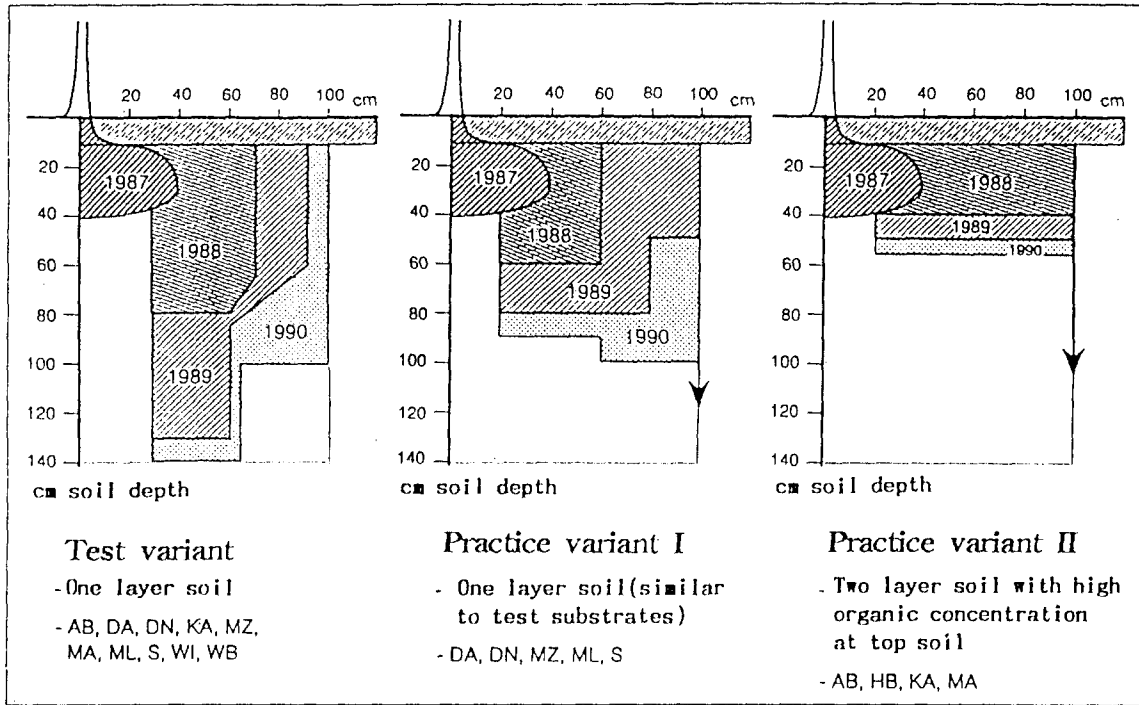 20 40 60 80 100 cm
20
40
60
80
100
120
140
1987
1988
1989
1990
cm soil depth
Test variant
- One layer soil
- AB, DA, DN, KA, MZ,
MA, ML, S, WI, WB
20 40 60 80 100 cm
20
40
60
80
100
120
140
1987
1988
1989
1990
cm soil depth
Practice variant I
- One layer soil(similar
to test substrates)
- DA, DN, MZ, ML, S
20 40 60 80 100 cm
20
40
60
80
100
120
140
1987
1988
1989
1990
cm soil depth
Practice variant II
- Two layer soil with high
organic concentration
at top soil
- AB, HB, KA, MA